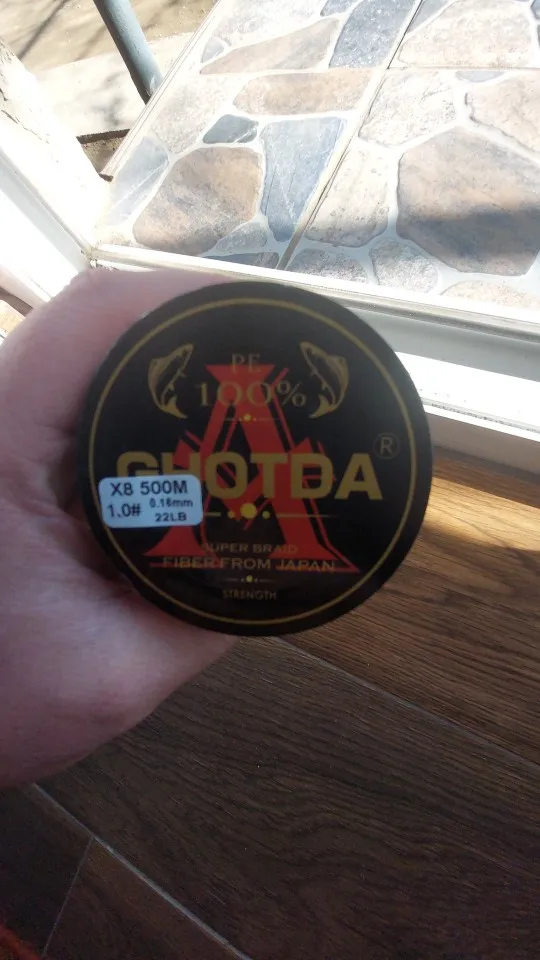 PE
100%
GHOTDA ®
X8 500M
1.0# 0.16mm
22LB
SUPER BRAID
FIBER FROM JAPAN
STRENGTH